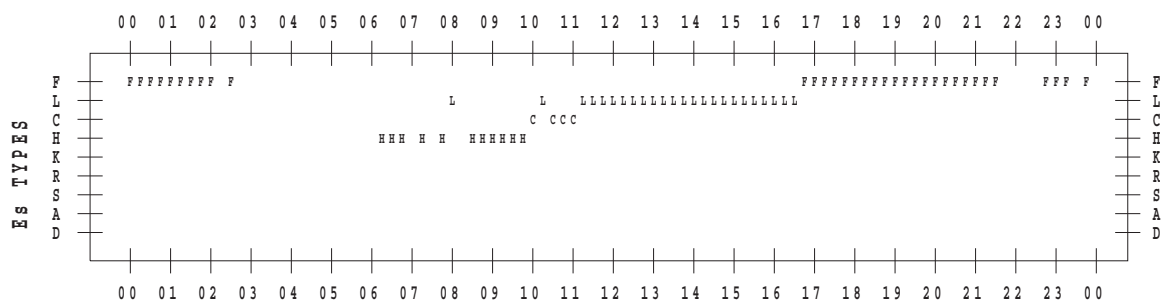 00 01 02 03 04 05 06 07 08 09 10 11 12 13 14 15 16 17 18 19 20 21 22 23 00
F FFFFFFFFF F FFFFFFFFFFFFFFFFFFFF FFF F F
L L L LLLLLLLLLLLLLLLLLLLLLL L
C C CCC C
H HHH H H HHHHHH H
K K
R R
S S
A A
D D
Es TYPES
00 01 02 03 04 05 06 07 08 09 10 11 12 13 14 15 16 17 18 19 20 21 22 23 00